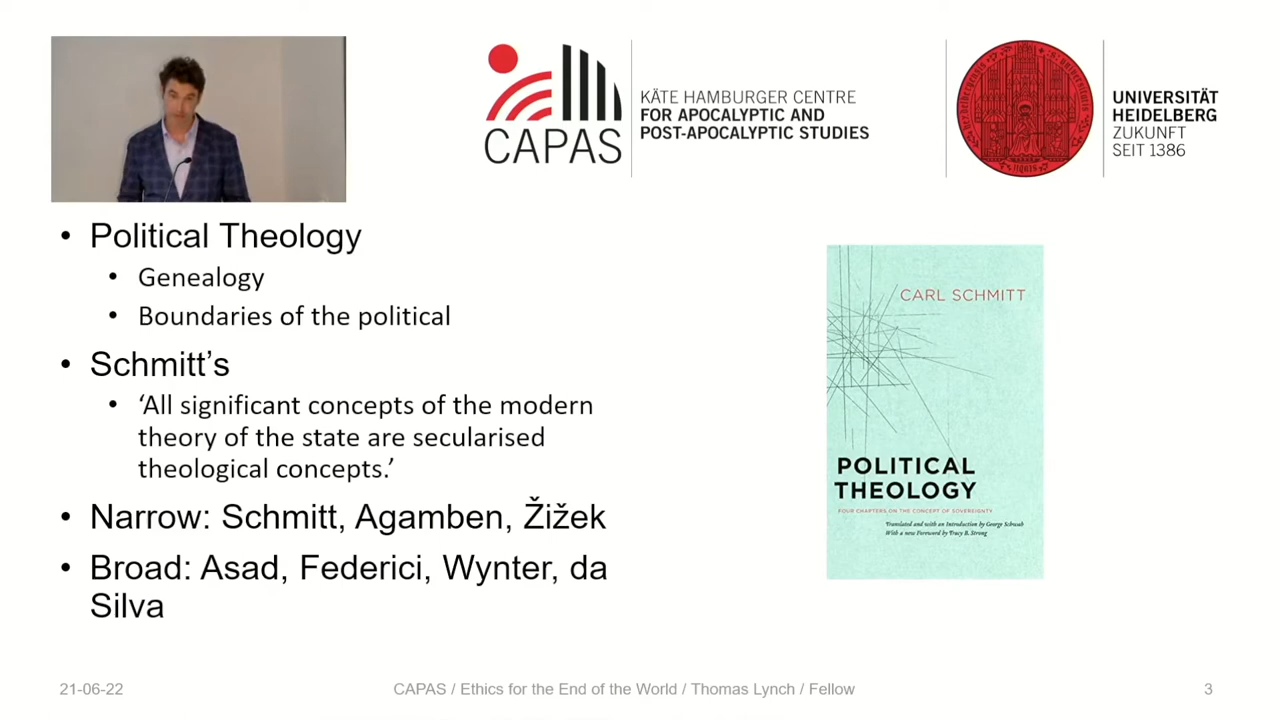 CAPAS
KÄTE HAMBURGER CENTRE
FOR APOCALYPTIC AND
POST-APOCALYPTIC STUDIES
UNIVERSITÄT
HEIDELBERG
ZUKUNFT
SEIT 1386
• Political Theology
• Genealogy
• Boundaries of the political
• Schmitt’s
• ‘All significant concepts of the modern
theory of the state are secularised
theological concepts.’
• Narrow: Schmitt, Agamben, Žižek
• Broad: Asad, Federici, Wynter, da
Silva
CARL SCHMITT
POLITICAL
THEOLOGY
FOUR CHAPTERS ON THE CONCEPT OF SOVEREIGNTY
Translated and with an Introduction by George Schwab
With a new Foreword by Tracy B. Strong
21-06-22
CAPAS / Ethics for the End of the World / Thomas Lynch / Fellow
3